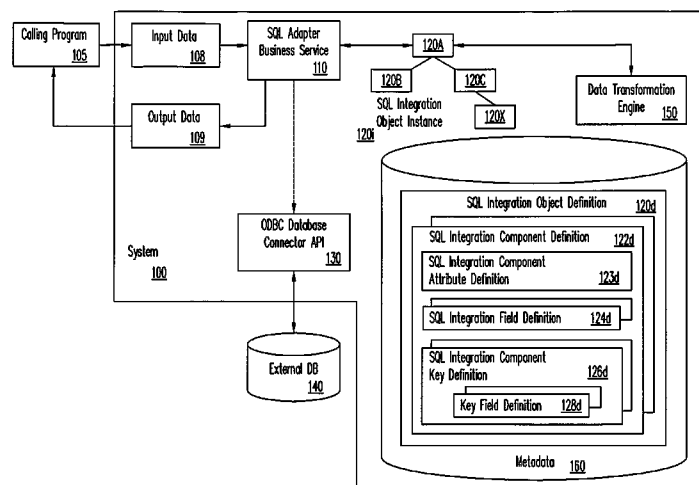 Calling Program
105
Input Data
108
SQL Adapter
Business Service
110
Output Data
109
120A
120B
120C
120X
SQL Integration
Object Instance
120i
Data Transformation
Engine
150
ODBC Database
Connector API
130
System
100
External DB
140
SQL Integration Object Definition 120d
SQL Integration Component Definition 122d
SQL Integration Component
Attribute Definition 123d
SQL Integration Field Definition 124d
SQL Integration Component
Key Definition 126d
Key Field Definition 128d
Metadata 160